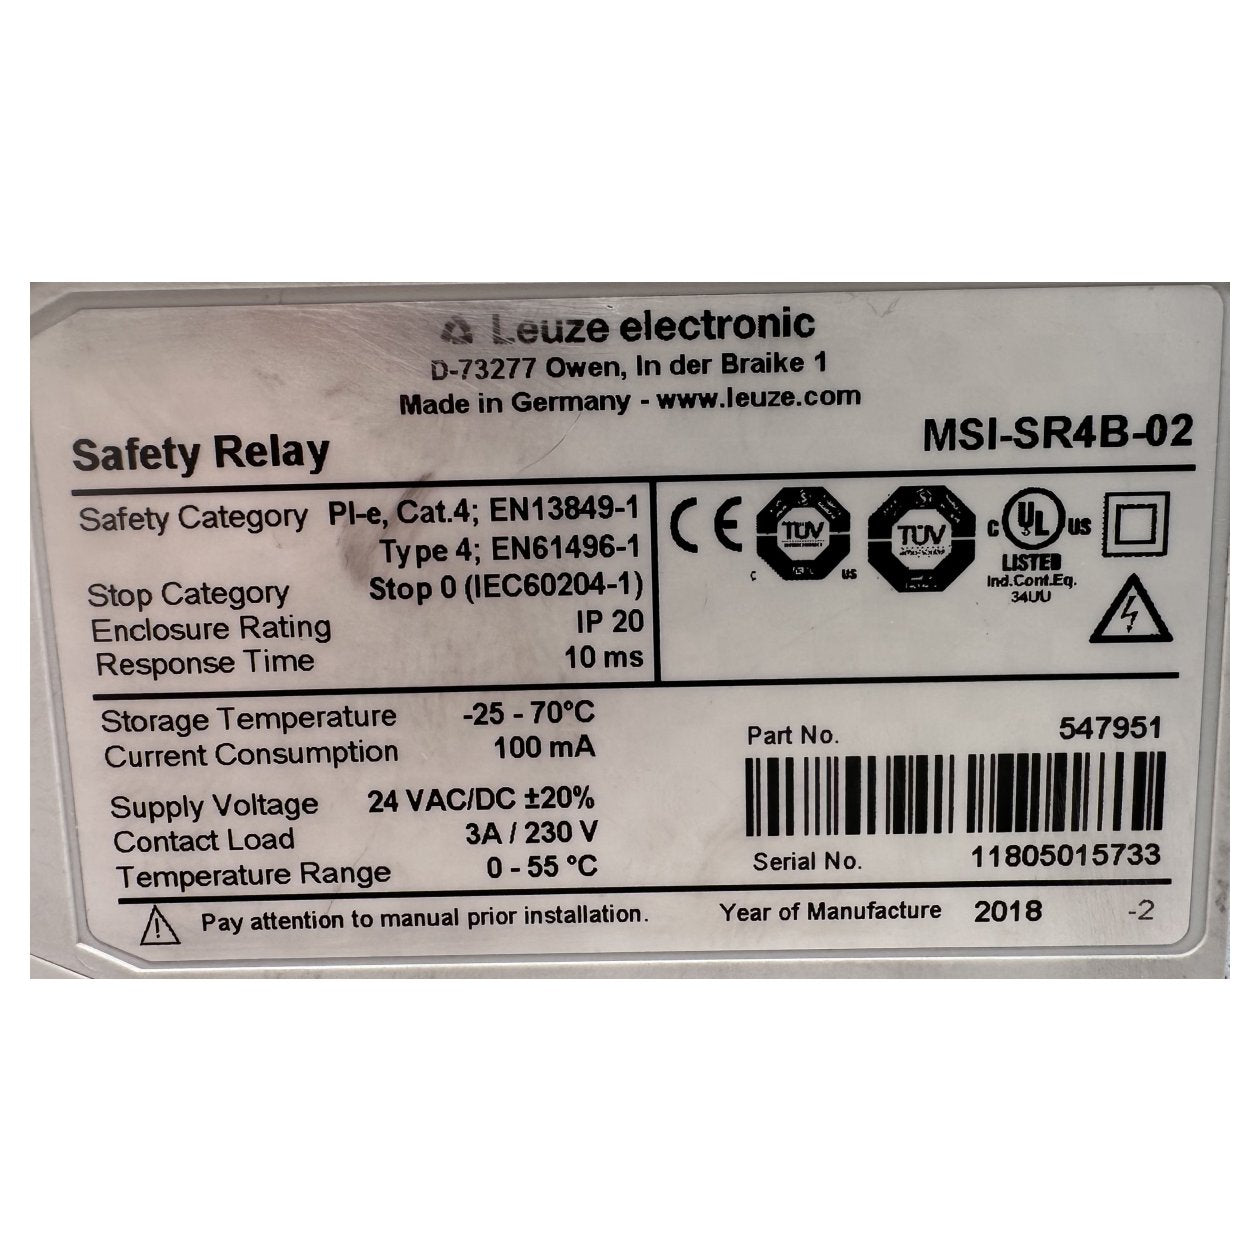 Leuze electronic
D-73277 Owen, In der Braike 1
Made in Germany - www.leuze.com
Safety Relay MSI-SR4B-02
Safety Category Pl-e, Cat.4; EN13849-1
Type 4; EN61496-1
Stop Category Stop 0 (IEC60204-1)
Enclosure Rating IP 20
Response Time 10 ms
CE
TÜV
C US
TÜV
C UL US
LISTED
Ind.Cont.Eq.
34UU
Storage Temperature -25 - 70°C
Current Consumption 100 mA
Supply Voltage 24 VAC/DC ±20%
Contact Load 3A / 230 V
Temperature Range 0 - 55 °C
Part No. 547951
Serial No. 11805015733
Pay attention to manual prior installation.
Year of Manufacture 2018 -2